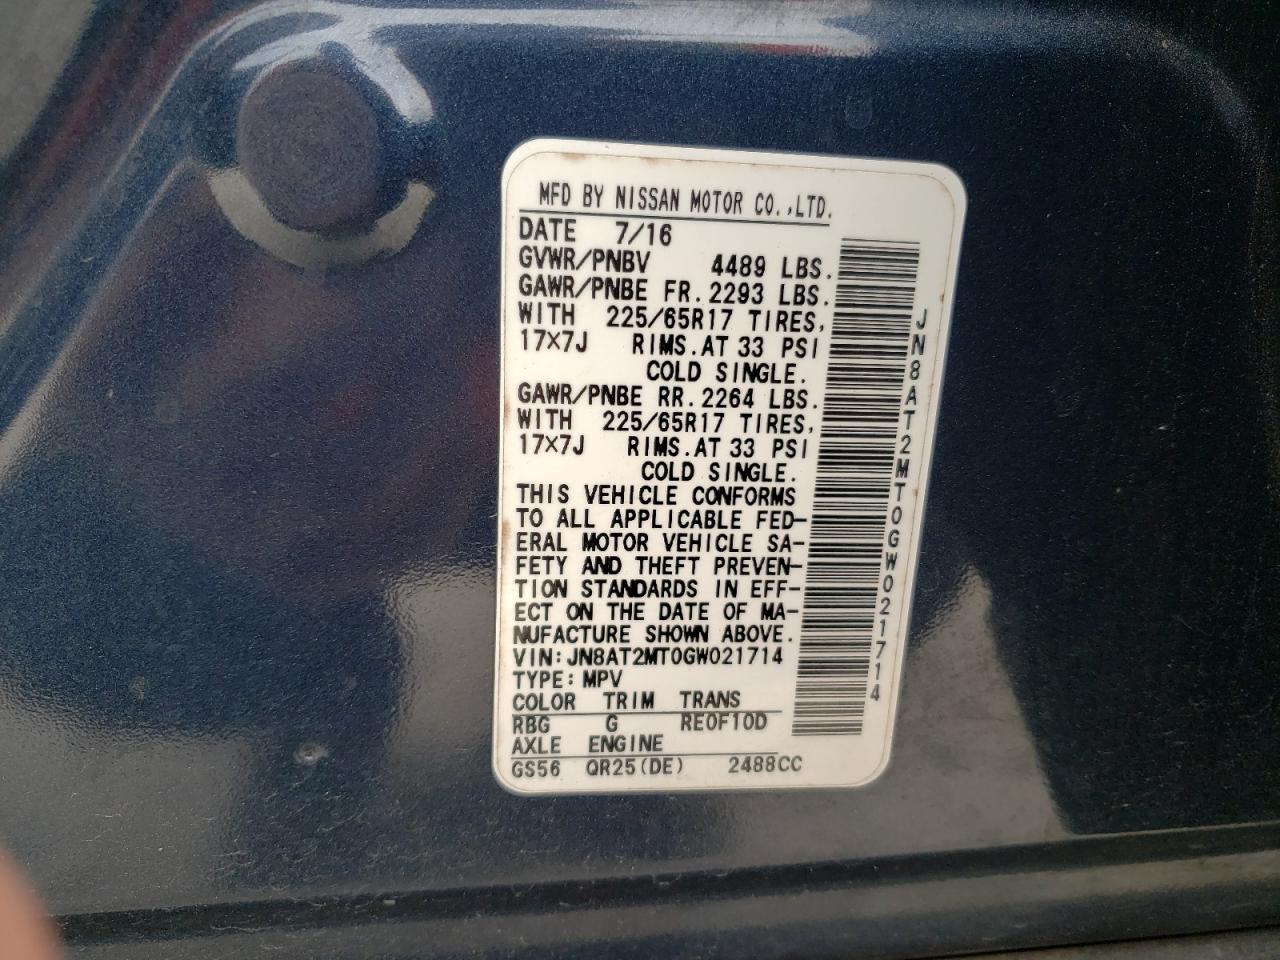 MFD BY NISSAN MOTOR CO.,LTD.
DATE 7/16
GVWR/PNBV 4489 LBS.
GAWR/PNBE FR.2293 LBS.
WITH 225/65R17 TIRES,
17×7J RIMS.AT 33 PSI
COLD SINGLE.
GAWR/PNBE RR.2264 LBS.
WITH 225/65R17 TIRES,
17×7J RIMS.AT 33 PSI
COLD SINGLE.
THIS VEHICLE CONFORMS
TO ALL APPLICABLE FED-
ERAL MOTOR VEHICLE SA-
FETY AND THEFT PREVEN-
TION STANDARDS IN EFF-
ECT ON THE DATE OF MA-
NUFACTURE SHOWN ABOVE.
VIN:JN8AT2MT0GW021714
TYPE:MPV
COLOR TRIM TRANS
RBG G RE0F10D
AXLE ENGINE
GS56 QR25(DE) 2488CC
JN8AT2MT0GW021714